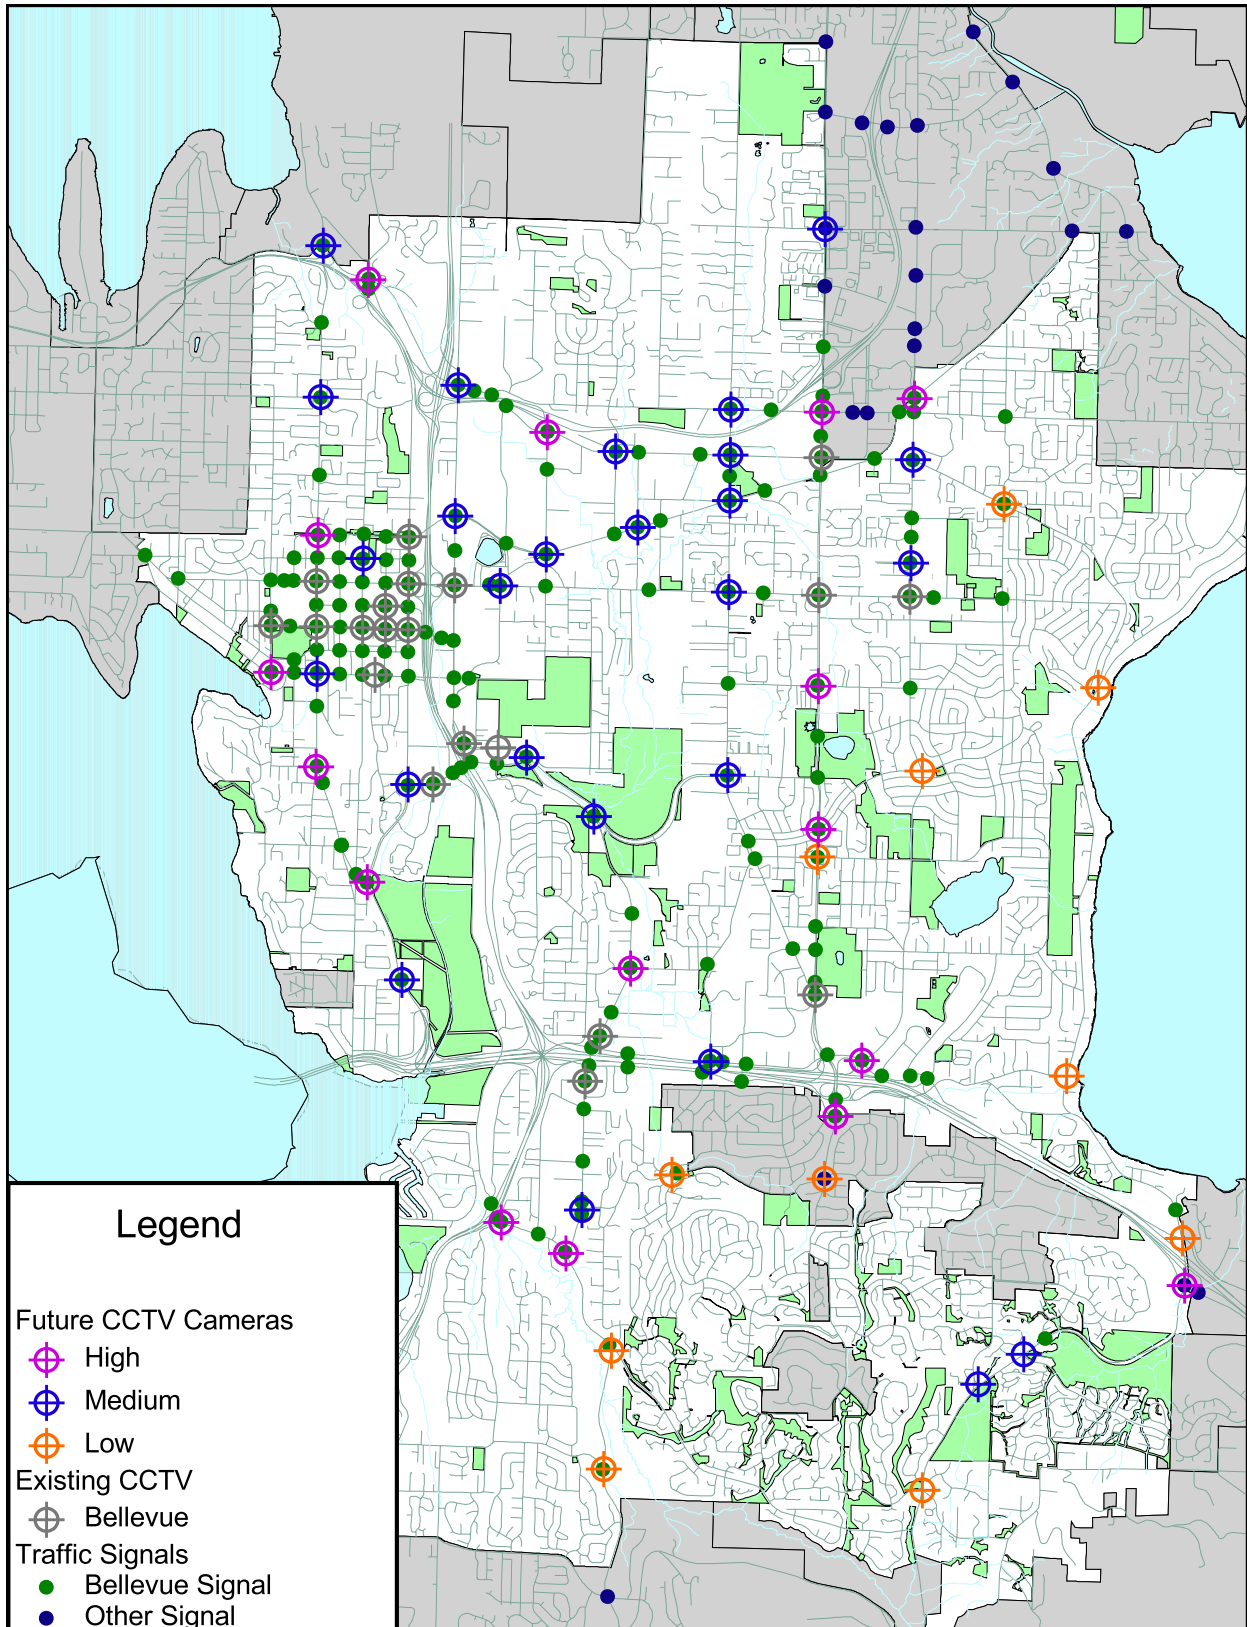 Legend
Future CCTV Cameras
High
Medium
Low
Existing CCTV
Bellevue
Traffic Signals
Bellevue Signal
Other Signal